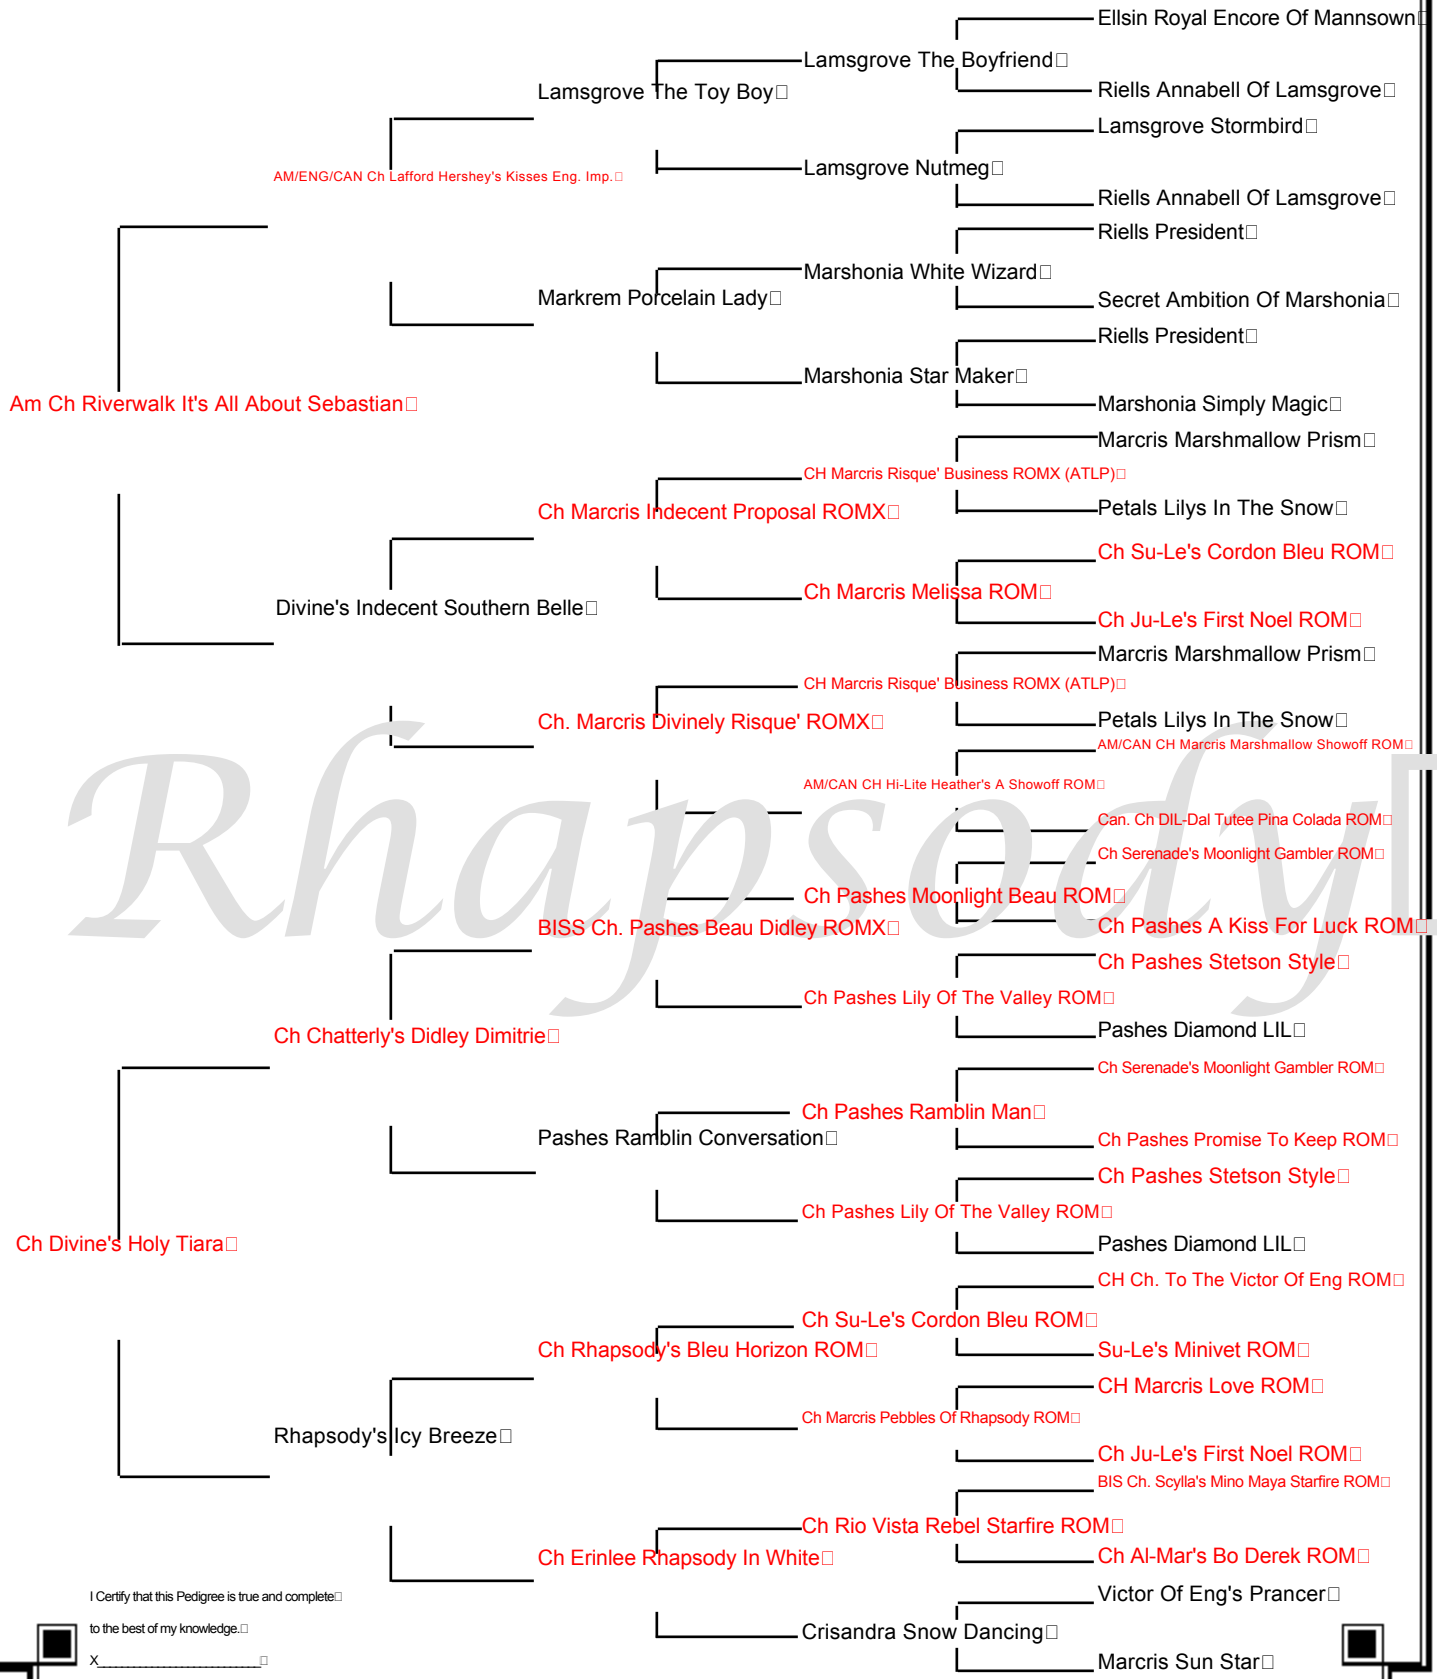 Ellsin Royal Encore Of Mannsown
Lamsgrove The Boyfriend
Lamsgrove The Toy Boy
Riells Annabell Of Lamsgrove
Lamsgrove Stormbird
Lamsgrove Nutmeg
AM/ENG/CAN Ch Lafford Hershey's Kisses Eng. Imp.
Riells Annabell Of Lamsgrove
Riells President
Marshonia White Wizard
Markrem Porcelain Lady
Secret Ambition Of Marshonia
Riells President
Marshonia Star Maker
Am Ch Riverwalk It's All About Sebastian
Marshonia Simply Magic
Marcris Marshmallow Prism
CH Marcris Risque' Business ROMX (ATLP)
Ch Marcris Indecent Proposal ROMX
Petals Lilys In The Snow
Ch Su-Le's Cordon Bleu ROM
Ch Marcris Melissa ROM
Divine's Indecent Southern Belle
Ch Ju-Le's First Noel ROM
Marcris Marshmallow Prism
CH Marcris Risque' Business ROMX (ATLP)
Ch. Marcris Divinely Risque' ROMX
Petals Lilys In The Snow
AM/CAN CH Marcris Marshmallow Showoff ROM
AM/CAN CH Hi-Lite Heather's A Showoff ROM
Can. Ch DIL-Dal Tutee Pina Colada ROM
Rhapsody
Ch Serenade's Moonlight Gambler ROM
Ch Pashes Moonlight Beau ROM
BISS Ch. Pashes Beau Didley ROMX
Ch Pashes A Kiss For Luck ROM
Ch Pashes Stetson Style
Ch Pashes Lily Of The Valley ROM
Ch Chatterly's Didley Dimitrie
Pashes Diamond LIL
Ch Serenade's Moonlight Gambler ROM
Ch Pashes Ramblin Man
Pashes Ramblin Conversation
Ch Pashes Promise To Keep ROM
Ch Pashes Stetson Style
Ch Pashes Lily Of The Valley ROM
Ch Divine's Holy Tiara
Pashes Diamond LIL
CH Ch. To The Victor Of Eng ROM
Ch Su-Le's Cordon Bleu ROM
Ch Rhapsody's Bleu Horizon ROM
Su-Le's Minivet ROM
CH Marcris Love ROM
Ch Marcris Pebbles Of Rhapsody ROM
Rhapsody's Icy Breeze
Ch Ju-Le's First Noel ROM
BIS Ch. Scylla's Mino Maya Starfire ROM
Ch Rio Vista Rebel Starfire ROM
Ch Erinlee Rhapsody In White
Ch Al-Mar's Bo Derek ROM
Victor Of Eng's Prancer
Crisandra Snow Dancing
Marcris Sun Star
I Certify that this Pedigree is true and complete
to the best of my knowledge.
X__________________________